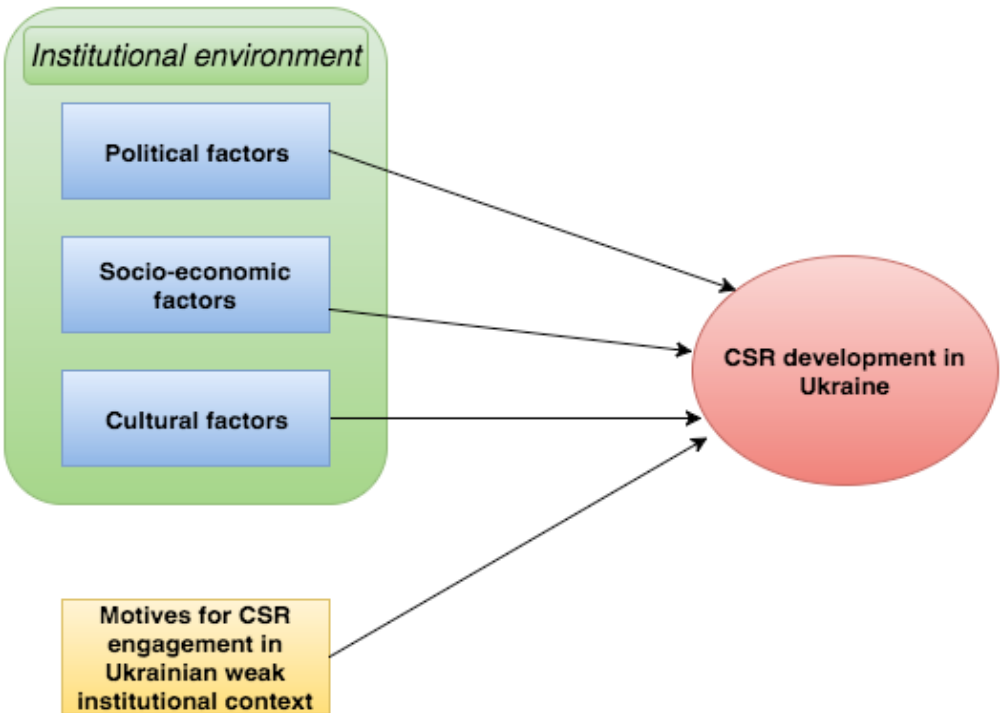 Institutional environment
Political factors
Socio-economic
factors
Cultural factors
CSR development in
Ukraine
Motives for CSR
engagement in
Ukrainian weak
institutional context